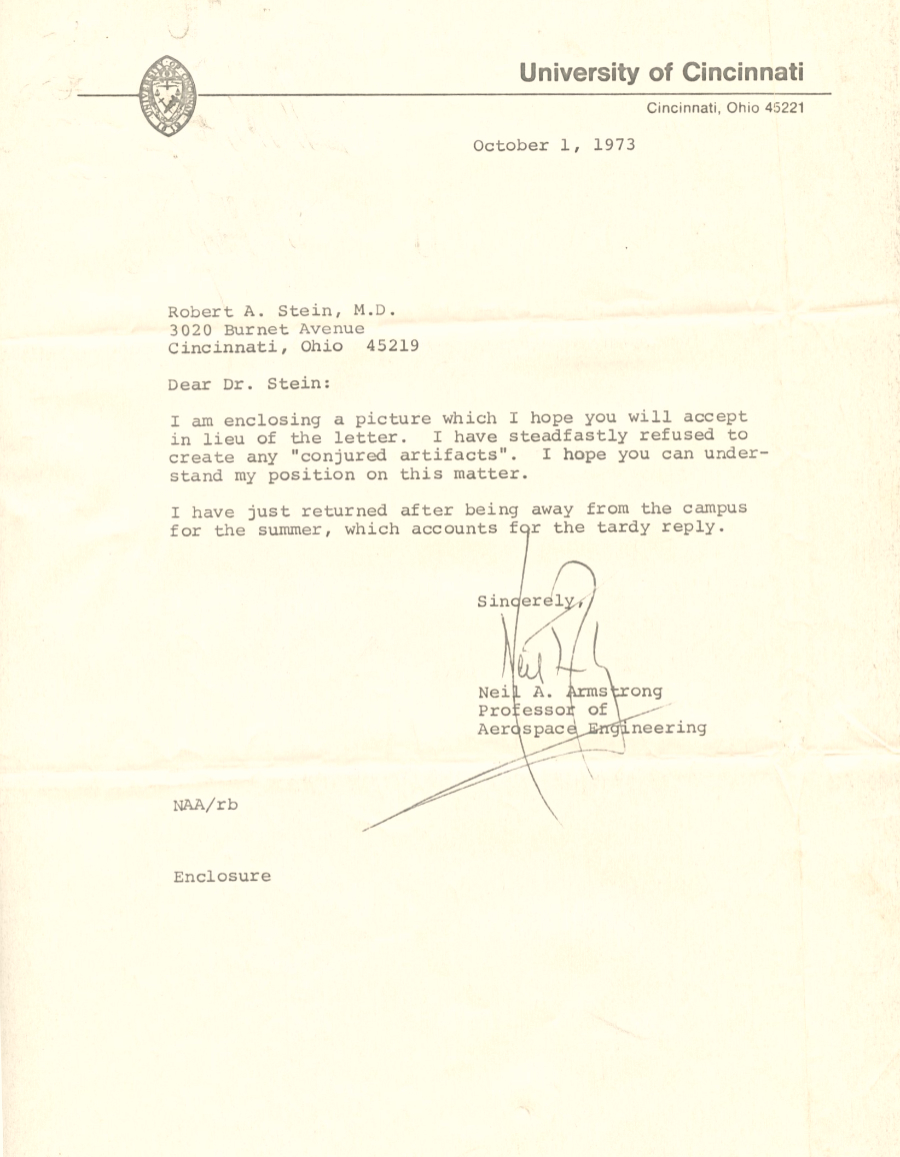 University of Cincinnati
UNIVERSITY OF CINCINNATI
1819
Cincinnati, Ohio 45221
October 1, 1973
Robert A. Stein, M.D.
3020 Burnet Avenue
Cincinnati, Ohio 45219
Dear Dr. Stein:
I am enclosing a picture which I hope you will accept
in lieu of the letter. I have steadfastly refused to
create any "conjured artifacts". I hope you can under-
stand my position on this matter.
I have just returned after being away from the campus
for the summer, which accounts for the tardy reply.
Sincerely,
Neil A. Armstrong
Professor of
Aerospace Engineering
NAA/rb
Enclosure